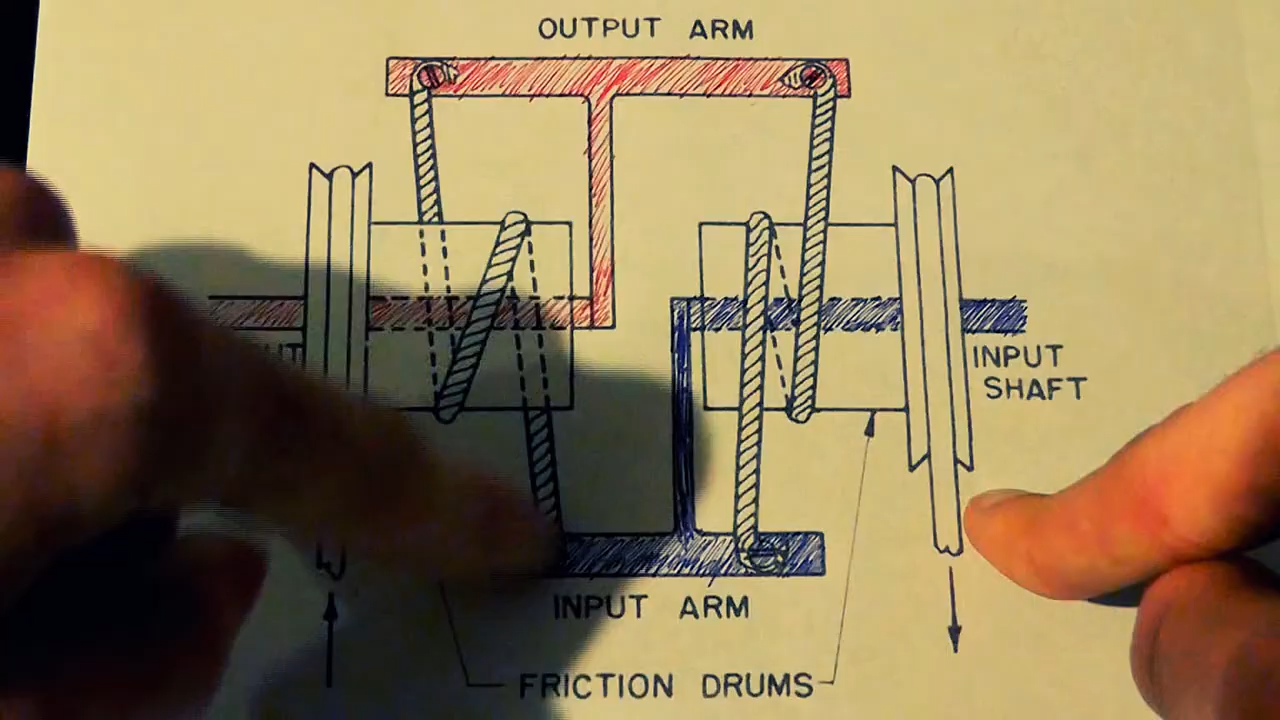 OUTPUT ARM
INPUT
SHAFT
INPUT ARM
FRICTION DRUMS